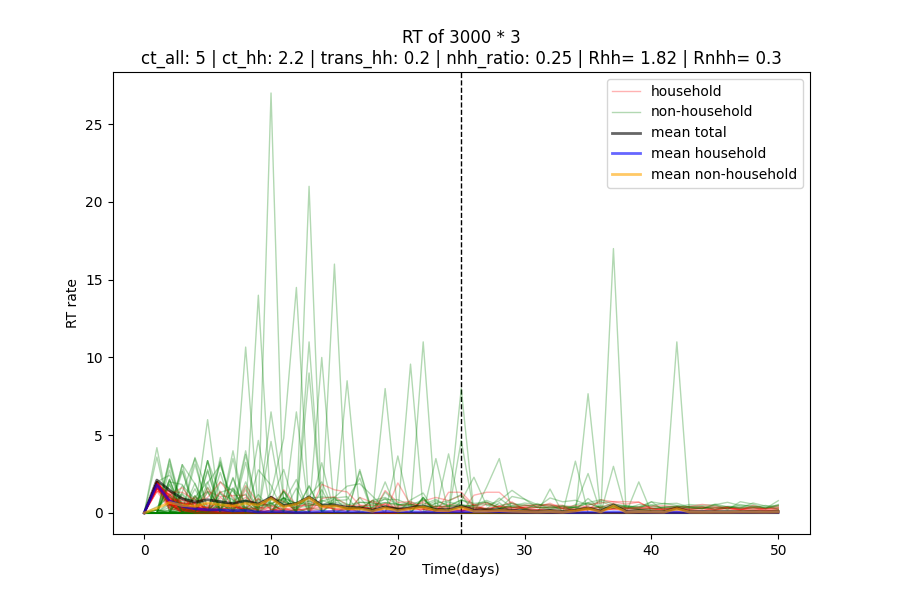 RT of 3000 * 3
ct_all: 5 | ct_hh: 2.2 | trans_hh: 0.2 | nhh_ratio: 0.25 | Rhh= 1.82 | Rnhh= 0.3
household
non-household
mean total
mean household
mean non-household
RT rate
25
20
15
10
5
0
0 10 20 30 40 50
Time(days)